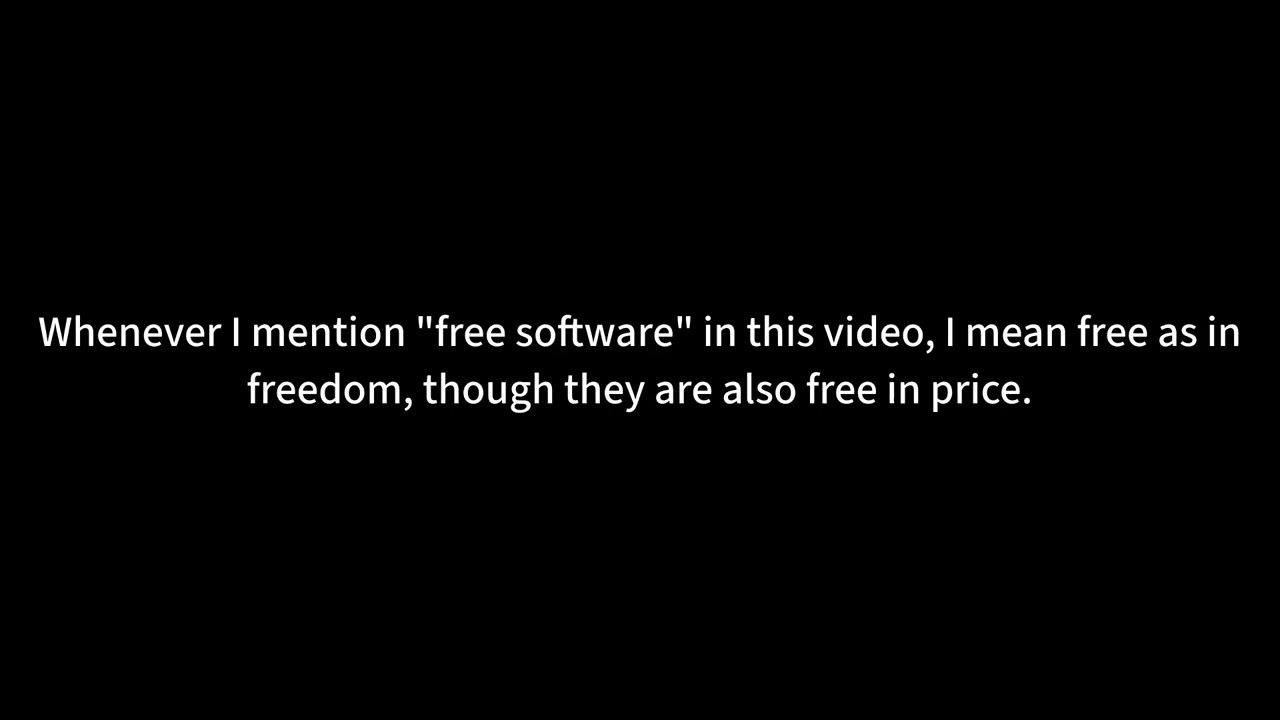 Whenever I mention "free software" in this video, I mean free as in
freedom, though they are also free in price.